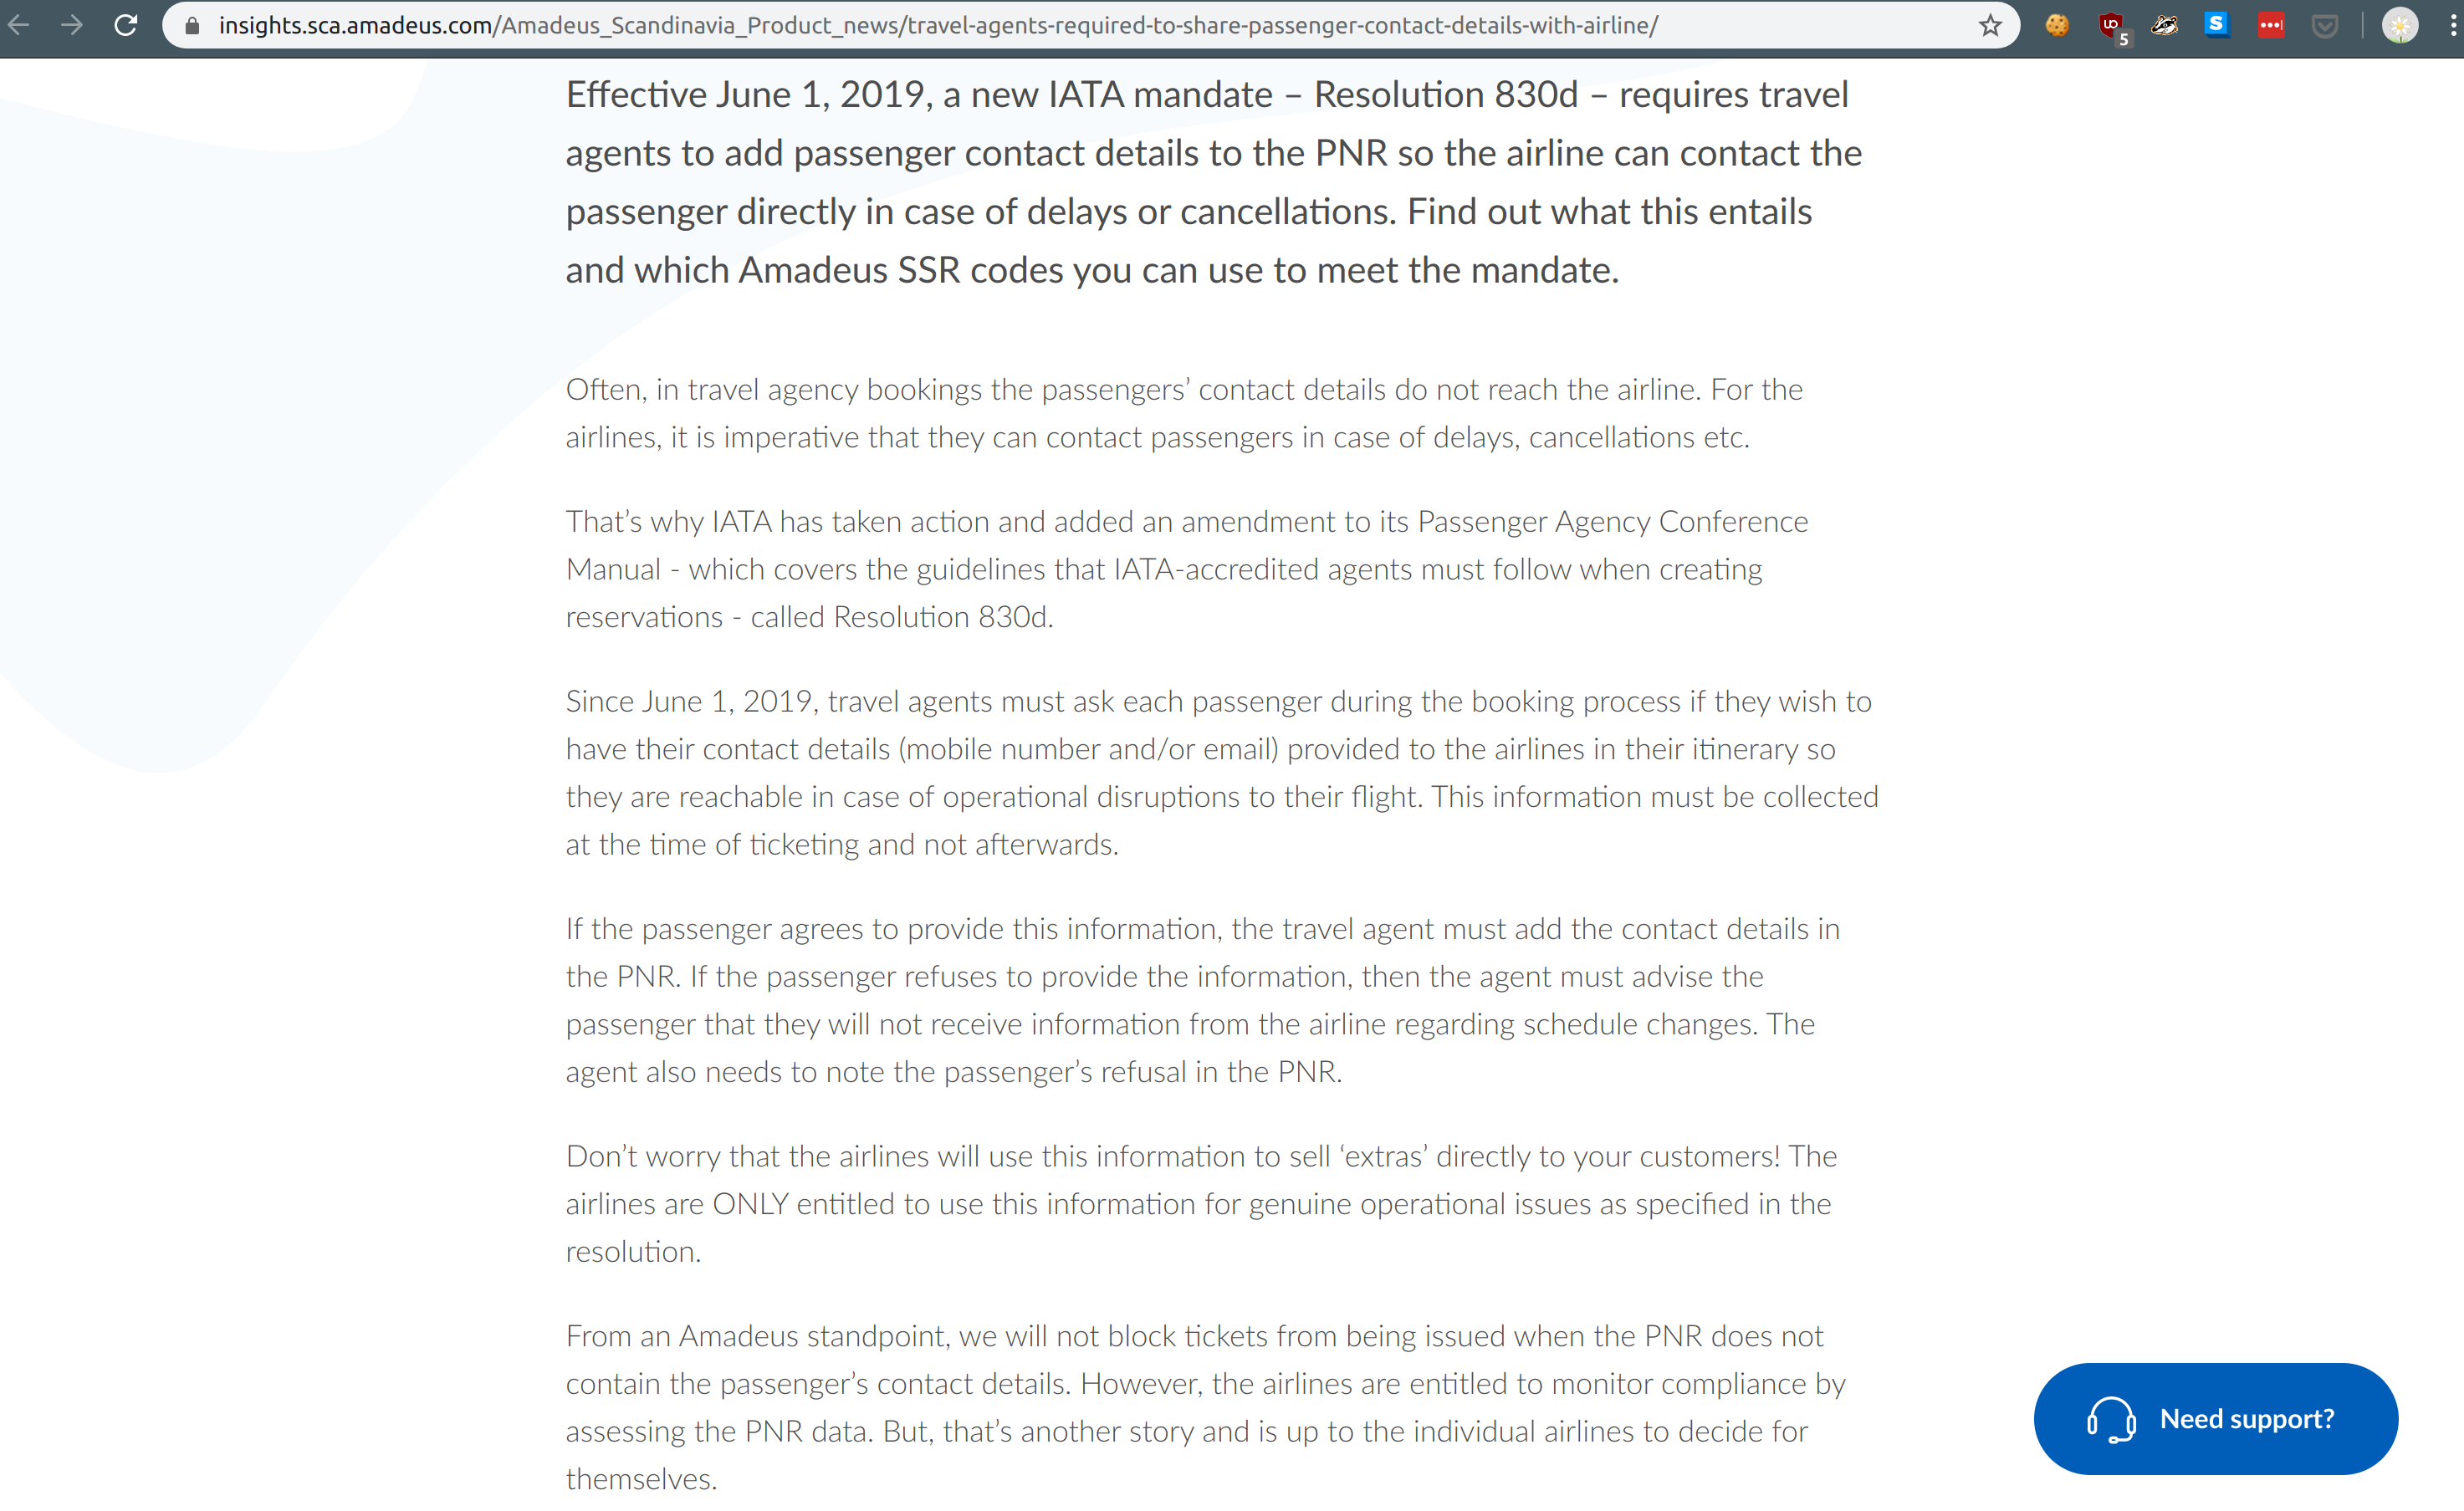 insights.sca.amadeus.com/Amadeus_Scandinavia_Product_news/travel-agents-required-to-share-passenger-contact-details-with-airline/
5
S
Effective June 1, 2019, a new IATA mandate – Resolution 830d – requires travel
agents to add passenger contact details to the PNR so the airline can contact the
passenger directly in case of delays or cancellations. Find out what this entails
and which Amadeus SSR codes you can use to meet the mandate.
Often, in travel agency bookings the passengers’ contact details do not reach the airline. For the
airlines, it is imperative that they can contact passengers in case of delays, cancellations etc.
That’s why IATA has taken action and added an amendment to its Passenger Agency Conference
Manual - which covers the guidelines that IATA-accredited agents must follow when creating
reservations - called Resolution 830d.
Since June 1, 2019, travel agents must ask each passenger during the booking process if they wish to
have their contact details (mobile number and/or email) provided to the airlines in their itinerary so
they are reachable in case of operational disruptions to their flight. This information must be collected
at the time of ticketing and not afterwards.
If the passenger agrees to provide this information, the travel agent must add the contact details in
the PNR. If the passenger refuses to provide the information, then the agent must advise the
passenger that they will not receive information from the airline regarding schedule changes. The
agent also needs to note the passenger’s refusal in the PNR.
Don’t worry that the airlines will use this information to sell ‘extras’ directly to your customers! The
airlines are ONLY entitled to use this information for genuine operational issues as specified in the
resolution.
From an Amadeus standpoint, we will not block tickets from being issued when the PNR does not
contain the passenger’s contact details. However, the airlines are entitled to monitor compliance by
assessing the PNR data. But, that’s another story and is up to the individual airlines to decide for
themselves.
Need support?